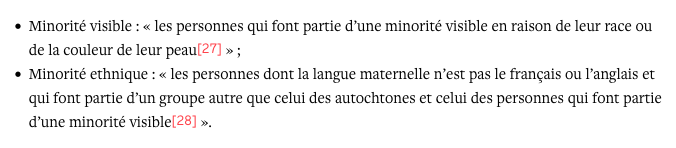 • Minorité visible : « les personnes qui font partie d’une minorité visible en raison de leur race ou
de la couleur de leur peau[27] » ;
• Minorité ethnique : « les personnes dont la langue maternelle n’est pas le français ou l’anglais et
qui font partie d’un groupe autre que celui des autochtones et celui des personnes qui font partie
d’une minorité visible[28] ».